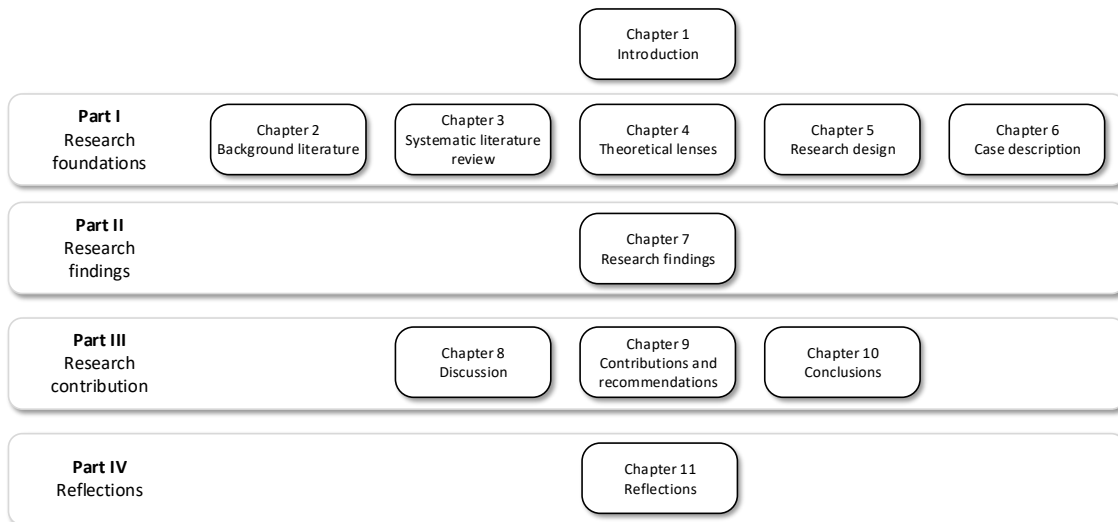 Chapter 1
Introduction
Part I
Research
foundations
Chapter 2
Background literature
Chapter 3
Systematic literature
review
Chapter 4
Theoretical lenses
Chapter 5
Research design
Chapter 6
Case description
Part II
Research
findings
Chapter 7
Research findings
Part III
Research
contribution
Chapter 8
Discussion
Chapter 9
Contributions and
recommendations
Chapter 10
Conclusions
Part IV
Reflections
Chapter 11
Reflections